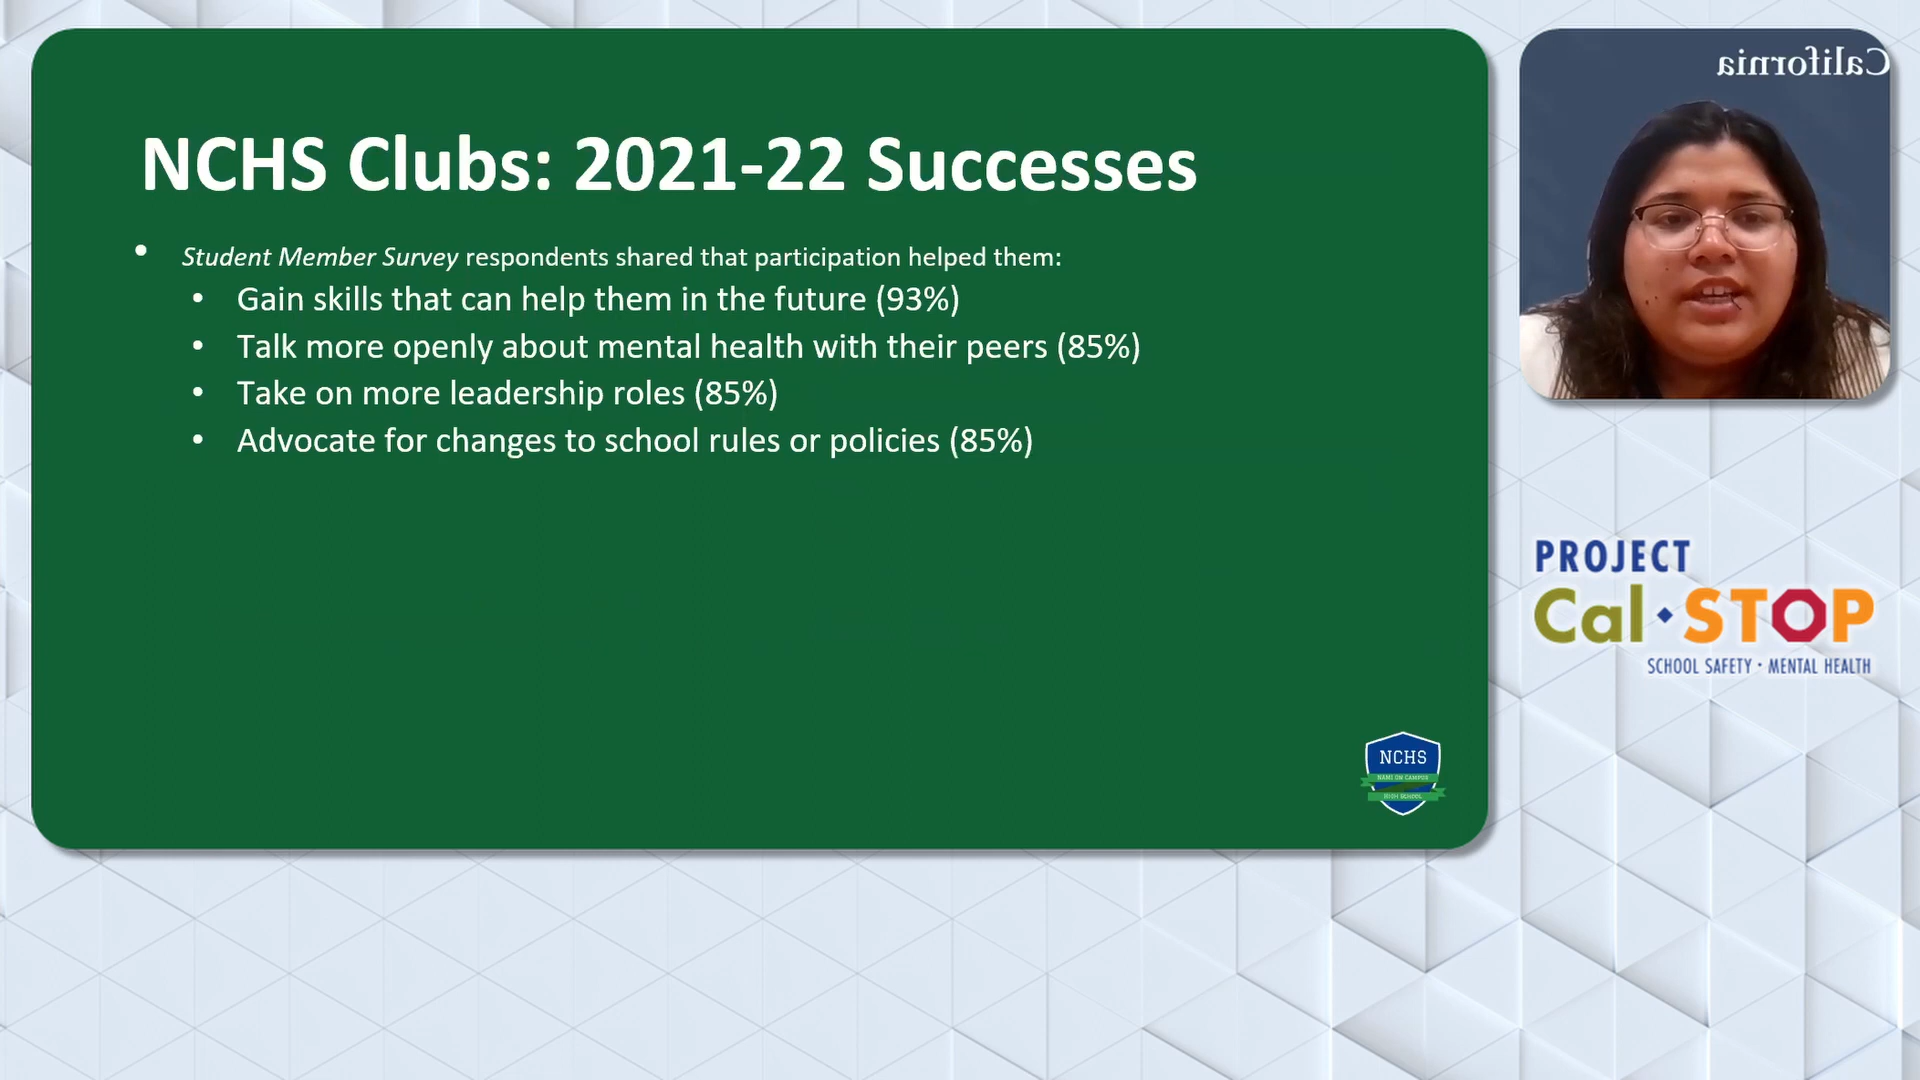 NCHS Clubs: 2021-22 Successes
• Student Member Survey respondents shared that participation helped them:
• Gain skills that can help them in the future (93%)
• Talk more openly about mental health with their peers (85%)
• Take on more leadership roles (85%)
• Advocate for changes to school rules or policies (85%)
NCHS
NAMI ON CAMPUS
HIGH SCHOOL
California
PROJECT
Cal·STOP
SCHOOL SAFETY · MENTAL HEALTH